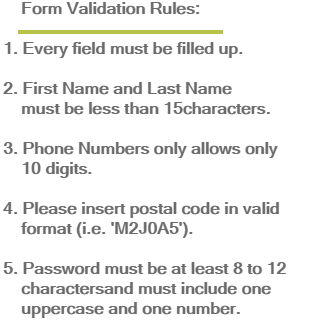 Form Validation Rules:
1. Every field must be filled up.
2. First Name and Last Name
must be less than 15characters.
3. Phone Numbers only allows only
10 digits.
4. Please insert postal code in valid
format (i.e. 'M2J0A5').
5. Password must be at least 8 to 12
charactersand must include one
uppercase and one number.